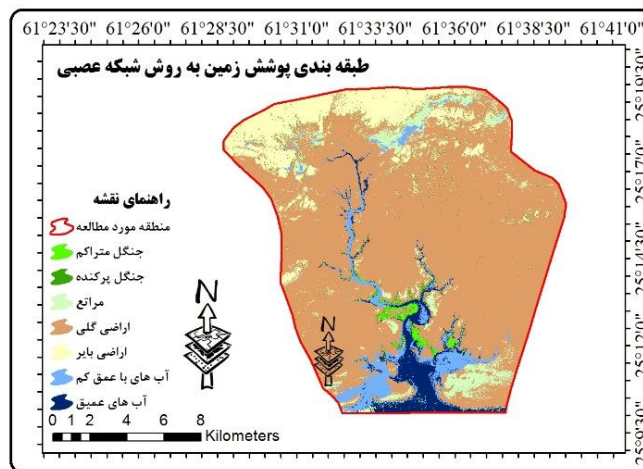 61°23'30"E 61°26'0"E 61°28'30"E 61°31'0"E 61°33'30"E 61°36'0"E 61°38'30"E 61°41'0"E
طبقه بندی پوشش زمین به روش شبکه عصبی
25°19'30"N
25°17'0"N
25°14'30"N
25°12'0"N
25°9'30"N
راهنمای نقشه
منطقه مورد مطالعه
جنگل متراکم
جنگل پرکنده
مراتع
اراضی گلی
اراضی بایر
آب های با عمق کم
آب های عمیق
N
N
0 1 2 4 6 8
Kilometers